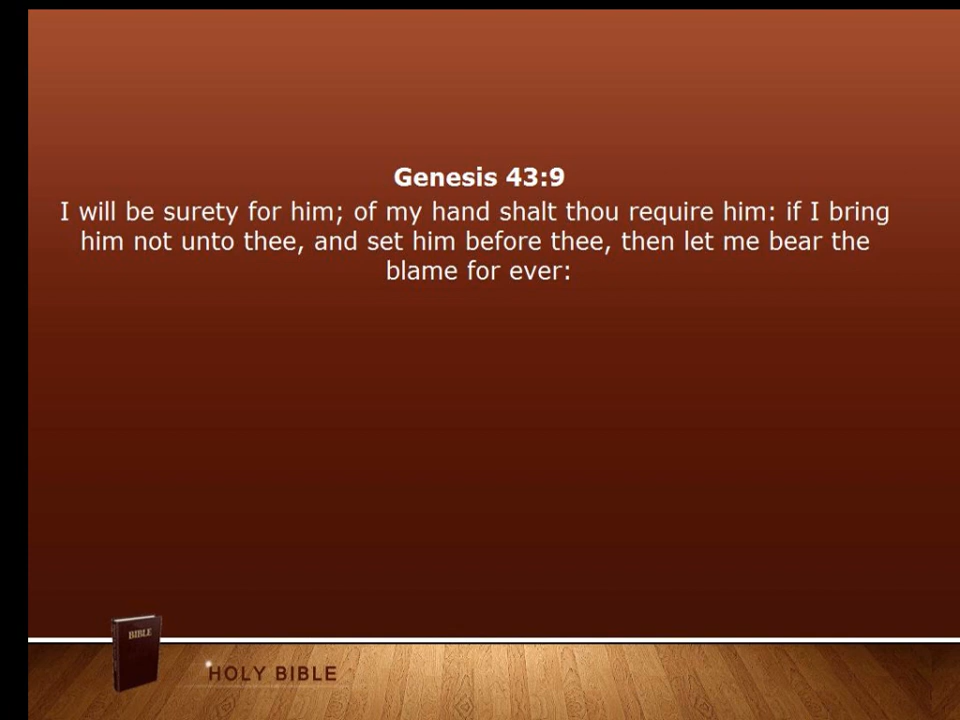 Genesis 43:9
I will be surety for him; of my hand shalt thou require him: if I bring
him not unto thee, and set him before thee, then let me bear the
blame for ever:
BIBLE
HOLY BIBLE